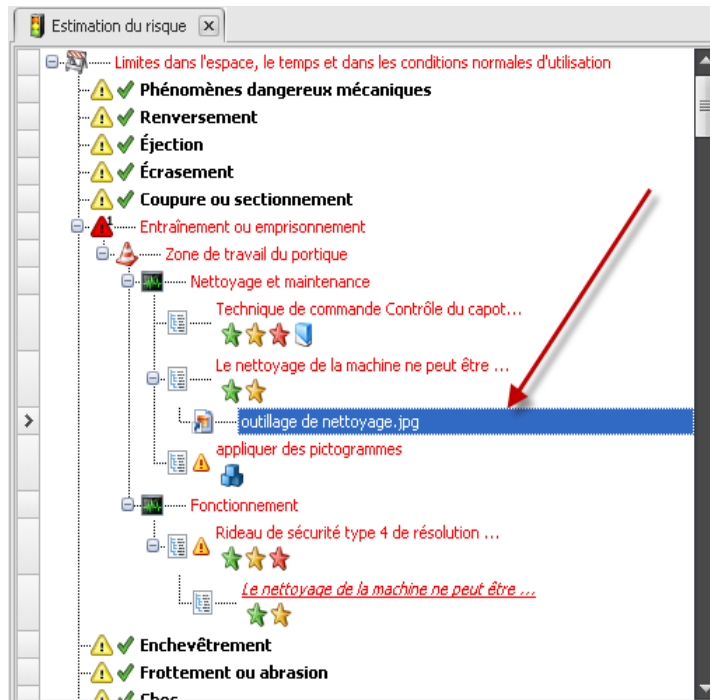 Estimation du risque
Limites dans l'espace, le temps et dans les conditions normales d'utilisation
Phénomènes dangereux mécaniques
Renversement
Éjection
Écrasement
Coupure ou sectionnement
1
Entraînement ou emprisonnement
Zone de travail du portique
Nettoyage et maintenance
Technique de commande Contrôle du capot...
Le nettoyage de la machine ne peut être ...
outillage de nettoyage.jpg
appliquer des pictogrammes
Fonctionnement
Rideau de sécurité type 4 de résolution ...
Le nettoyage de la machine ne peut être ...
Enchevêtrement
Frottement ou abrasion
Choc